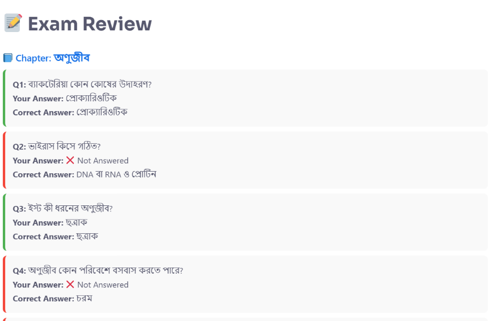 📝 Exam Review
📘 Chapter: অণুজীব
Q1: ব্যাকটেরিয়া কোন কোষের উদাহরণ?
Your Answer: প্রোক্যারিওটিক
Correct Answer: প্রোক্যারিওটিক
Q2: ভাইরাস কিসে গঠিত?
Your Answer: ❌ Not Answered
Correct Answer: DNA বা RNA ও প্রোটিন
Q3: ইস্ট কী ধরনের অণুজীব?
Your Answer: ছত্রাক
Correct Answer: ছত্রাক
Q4: অণুজীব কোন পরিবেশে বসবাস করতে পারে?
Your Answer: ❌ Not Answered
Correct Answer: চরম